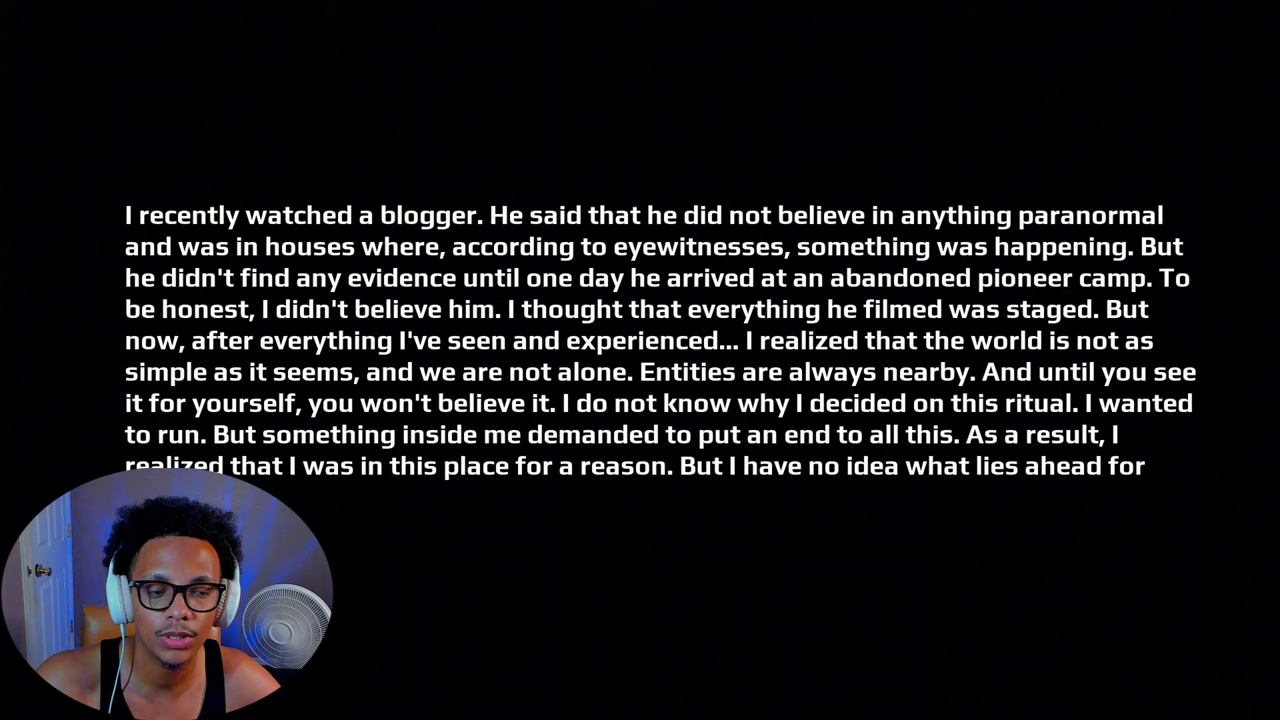 I recently watched a blogger. He said that he did not believe in anything paranormal
and was in houses where, according to eyewitnesses, something was happening. But
he didn't find any evidence until one day he arrived at an abandoned pioneer camp. To
be honest, I didn't believe him. I thought that everything he filmed was staged. But
now, after everything I've seen and experienced... I realized that the world is not as
simple as it seems, and we are not alone. Entities are always nearby. And until you see
it for yourself, you won't believe it. I do not know why I decided on this ritual. I wanted
to run. But something inside me demanded to put an end to all this. As a result, I
realized that I was in this place for a reason. But I have no idea what lies ahead for